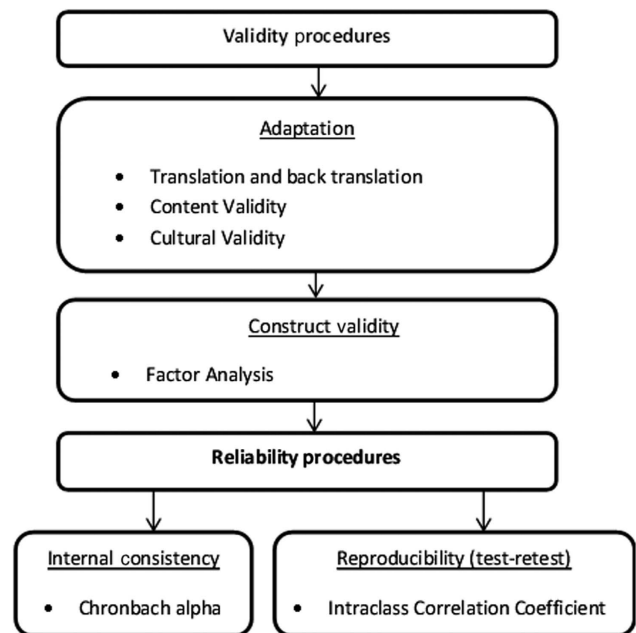 Validity procedures
Adaptation
• Translation and back translation
• Content Validity
• Cultural Validity
Construct validity
• Factor Analysis
Reliability procedures
Internal consistency
• Chronbach alpha
Reproducibility (test-retest)
• Intraclass Correlation Coefficient